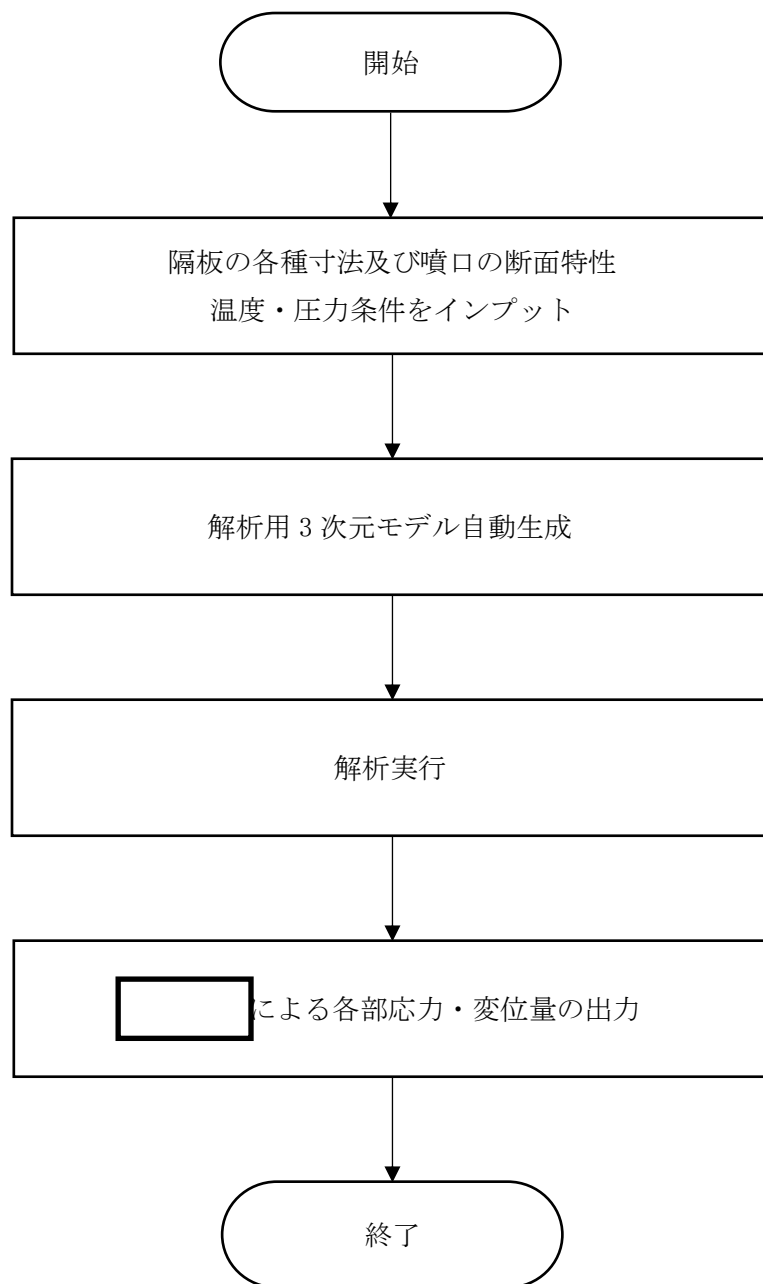 開始
隔板の各種寸法及び噴口の断面特性
温度・圧力条件をインプット
解析用 3 次元モデル自動生成
解析実行
による各部応力・変位量の出力
終了